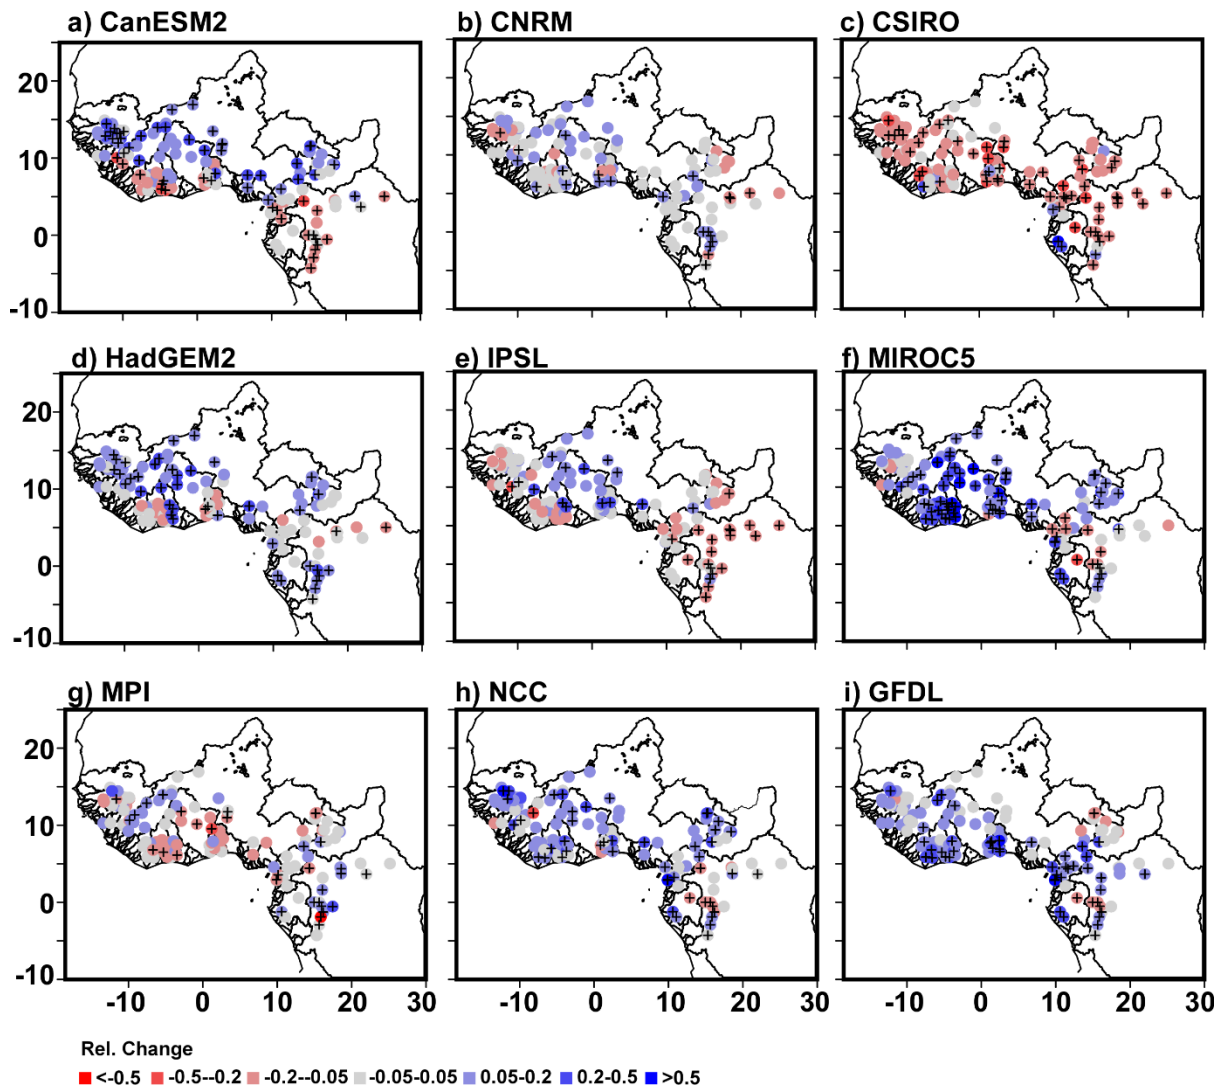 a) CanESM2 b) CNRM c) CSIRO
20
10
0
-10
d) HadGEM2 e) IPSL f) MIROC5
20
10
0
-10
g) MPI h) NCC i) GFDL
20
10
0
-10
-10 0 10 20 30 -10 0 10 20 30 -10 0 10 20 30
Rel. Change
<-0.5 -0.5--0.2 -0.2--0.05 -0.05-0.05 0.05-0.2 0.2-0.5 >0.5